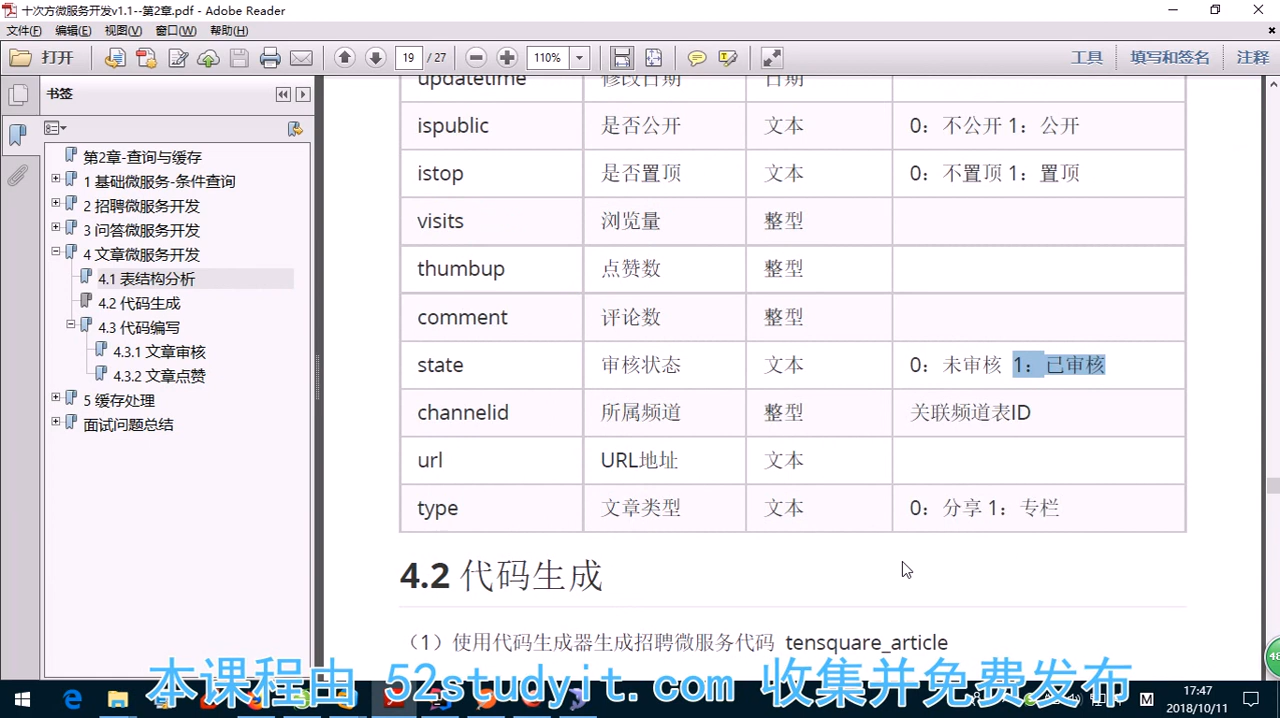 十次方微服务开发v1.1--第2章.pdf - Adobe Reader
文件(F) 编辑(E) 视图(V) 窗口(W) 帮助(H)
打开 19 / 27 110% 工具 填写和签名 注释
书签
第2章-查询与缓存
1 基础微服务-条件查询
2 招聘微服务开发
3 问答微服务开发
4 文章微服务开发
4.1 表结构分析
4.2 代码生成
4.3 代码编写
4.3.1 文章审核
4.3.2 文章点赞
5 缓存处理
面试问题总结
updatetime 修改日期 日期
ispublic 是否公开 文本 0：不公开 1：公开
istop 是否置顶 文本 0：不置顶 1：置顶
visits 浏览量 整型
thumbup 点赞数 整型
comment 评论数 整型
state 审核状态 文本 0：未审核 1：已审核
channelid 所属频道 整型 关联频道表ID
url URL地址 文本
type 文章类型 文本 0：分享 1：专栏
4.2 代码生成
（1）使用代码生成器生成招聘微服务代码 tensquare_article
本课程由 52studyit.com 收集并免费发布
48
M
17:47
2018/10/11